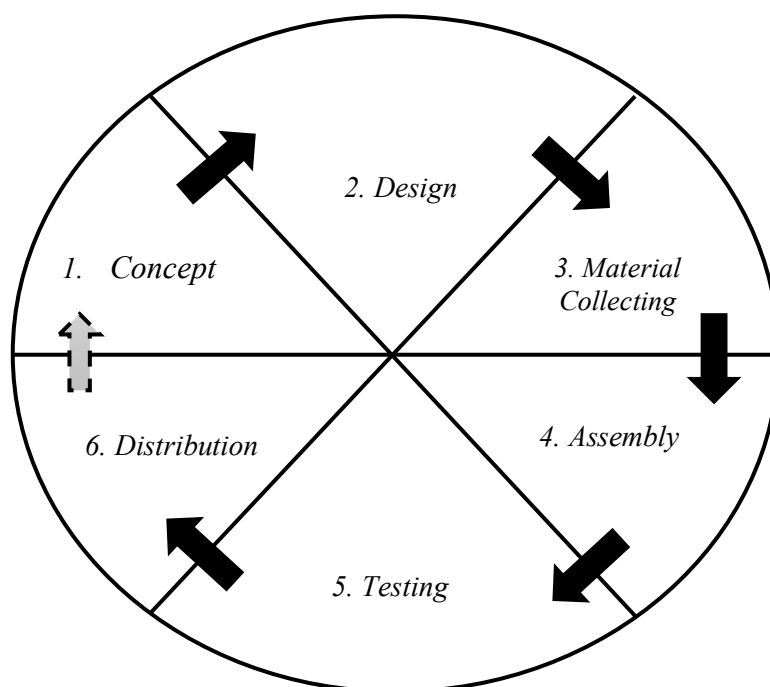 1. Concept
2. Design
3. Material
Collecting
4. Assembly
5. Testing
6. Distribution